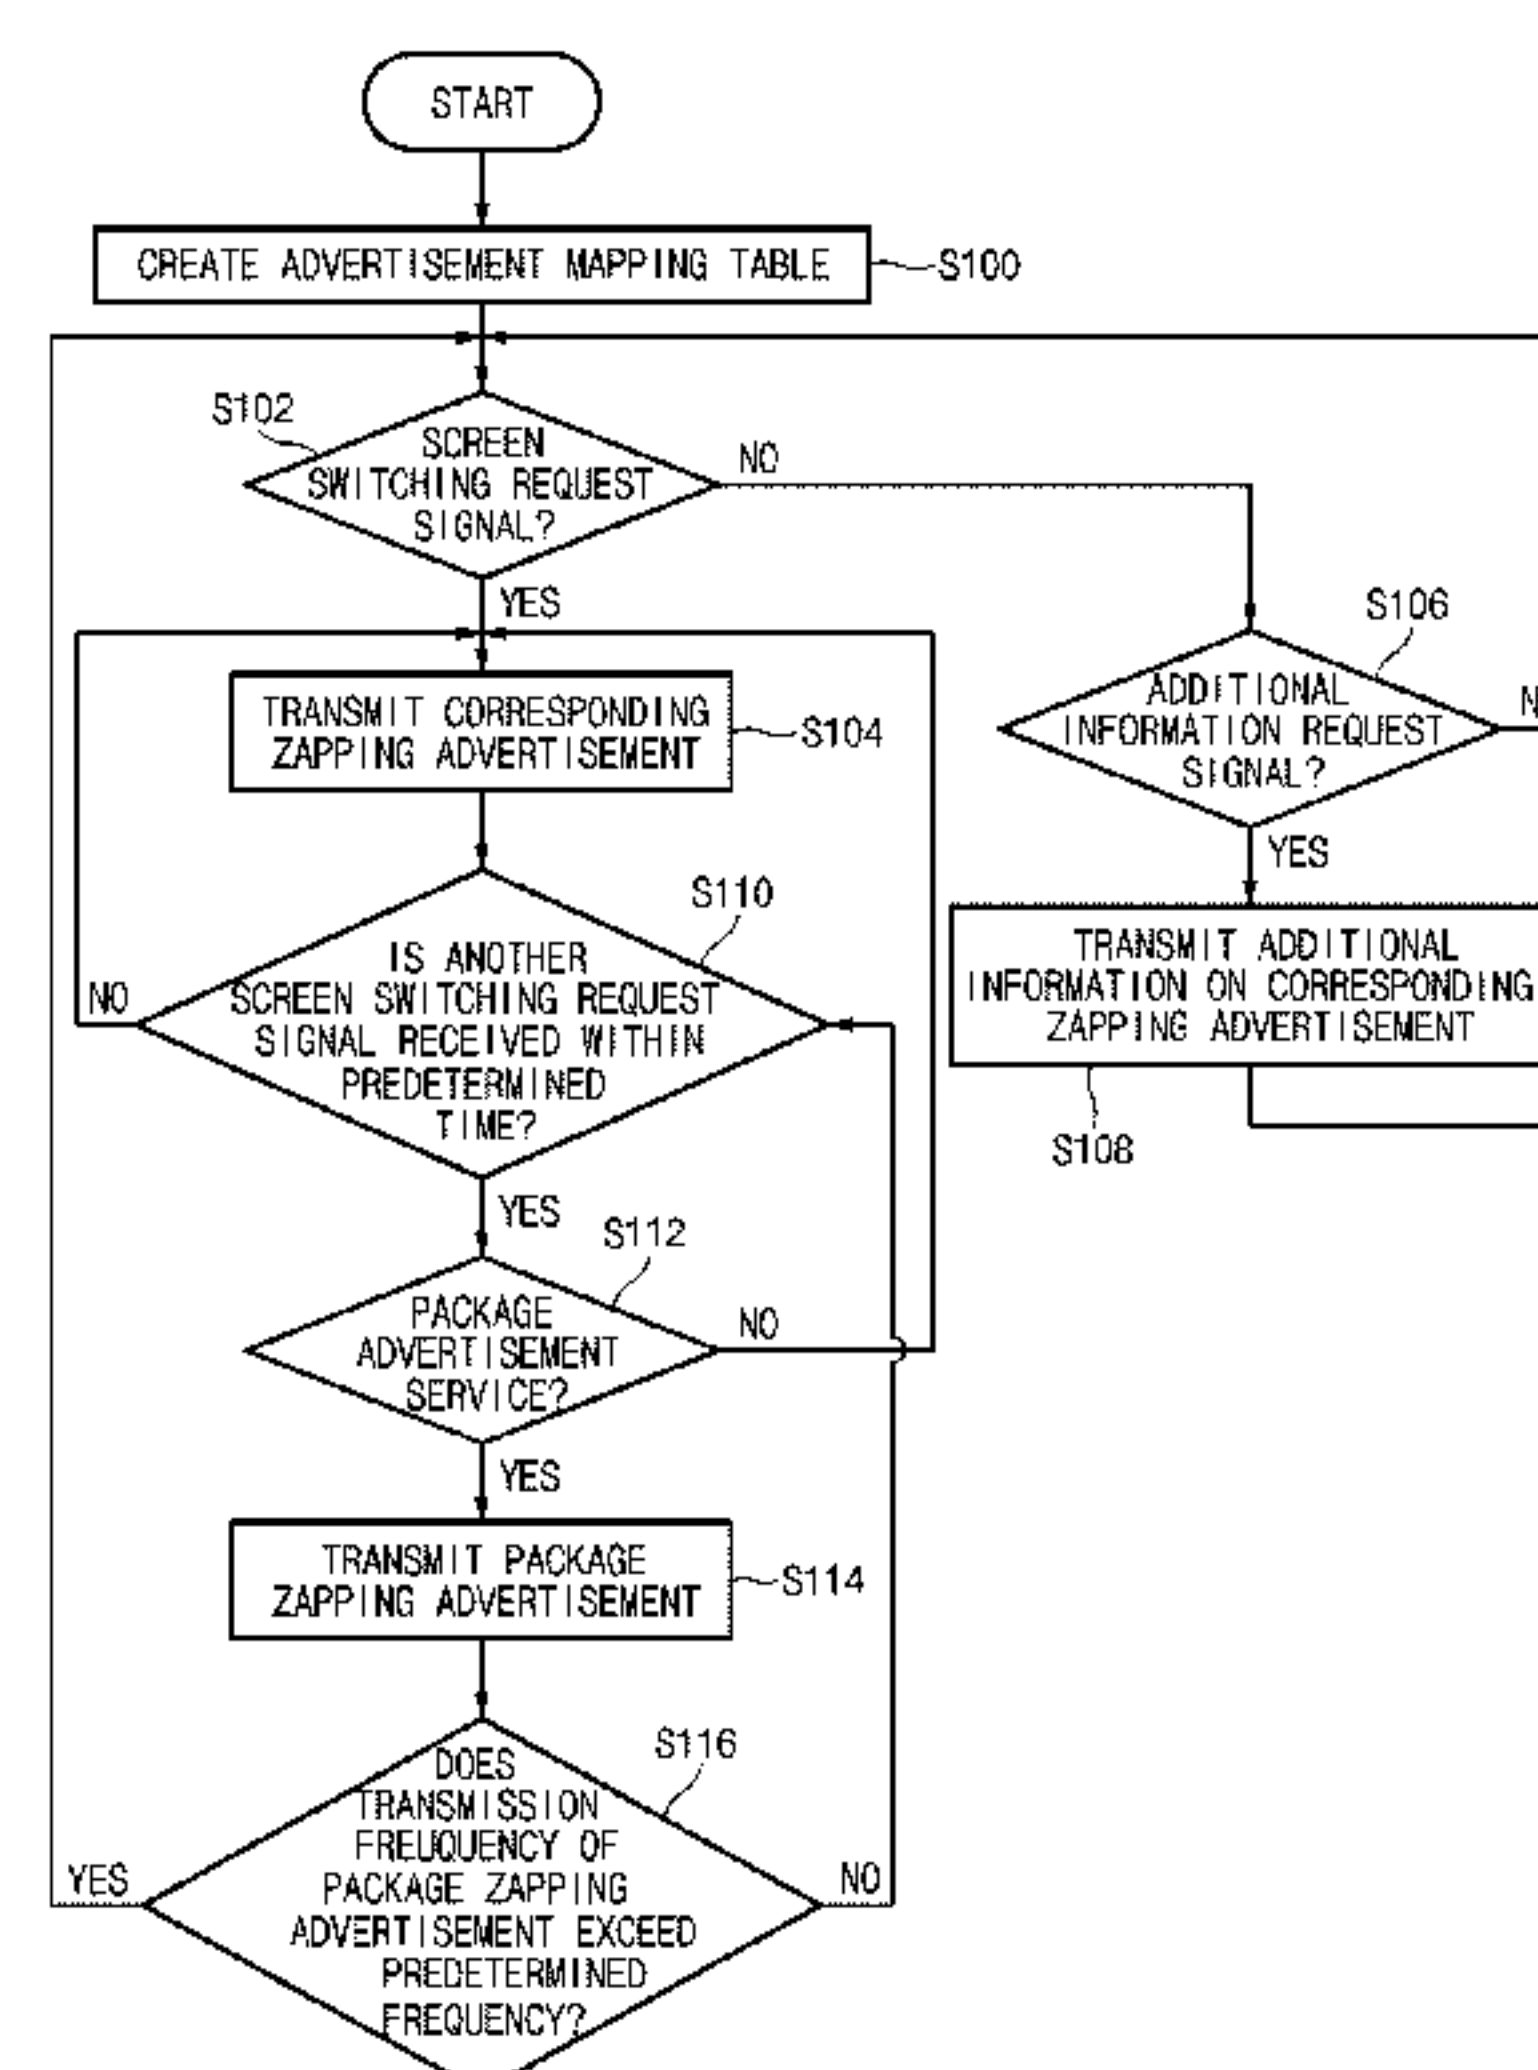 START
CREATE ADVERTISEMENT MAPPING TABLE
S100
S102
SCREEN
SWITCHING REQUEST
SIGNAL?
NO
YES
S106
ADDITIONAL
INFORMATION REQUEST
SIGNAL?
YES
TRANSMIT CORRESPONDING
ZAPPING ADVERTISEMENT
S104
TRANSMIT ADDITIONAL
INFORMATION ON CORRESPONDING
ZAPPING ADVERTISEMENT
S108
S110
IS ANOTHER
SCREEN SWITCHING REQUEST
SIGNAL RECEIVED WITHIN
PREDETERMINED
TIME?
NO
YES
S112
PACKAGE
ADVERTISEMENT
SERVICE?
NO
YES
TRANSMIT PACKAGE
ZAPPING ADVERTISEMENT
S114
S116
DOES
TRANSMISSION
FREUQUENCY OF
PACKAGE ZAPPING
ADVERTISEMENT EXCEED
PREDETERMINED
FREQUENCY?
YES
NO